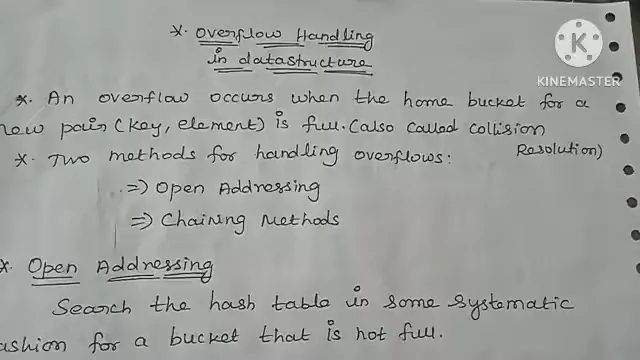 * Overflow Handling
in datastructure
K
KINEMASTER
*. An overflow occurs when the home bucket for a
new pair (key, element) is full. (also called collision
Resolution)
*. Two methods for handling overflows:
=> Open Addressing
=> Chaining Methods
*. Open Addressing
Search the hash table in some systematic
ashion for a bucket that is not full.